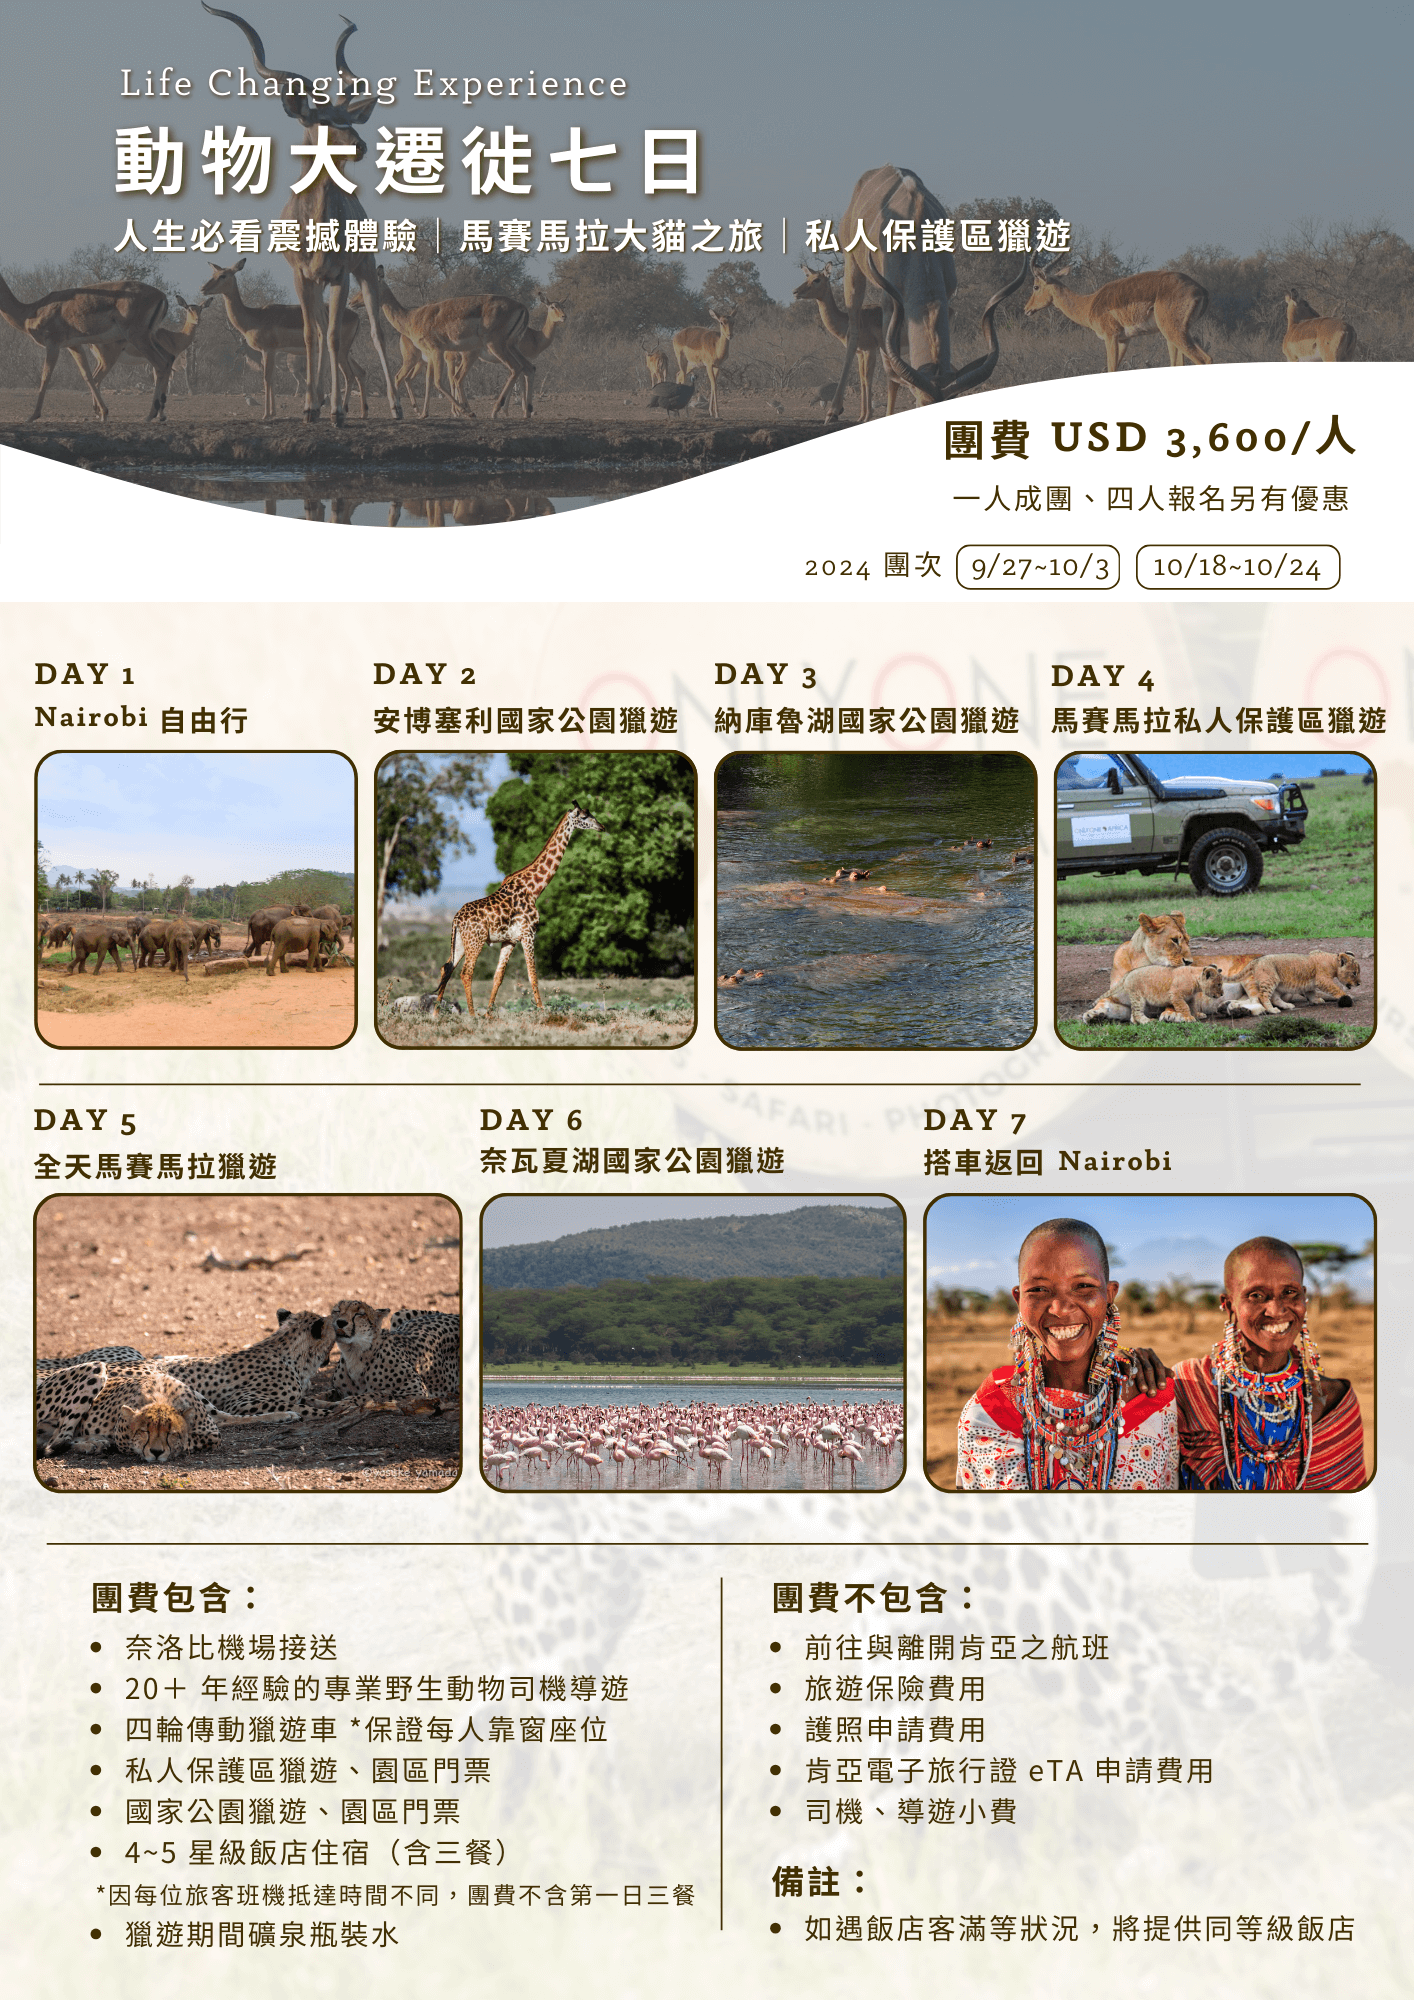 Life Changing Experience
動物大遷徙七日
人生必看震撼體驗｜馬賽馬拉大貓之旅｜私人保護區獵遊
團費 USD 3,600/人
一人成團、四人報名另有優惠
2024 團次 9/27~10/3 10/18~10/24
DAY 1
Nairobi 自由行
DAY 2
安博塞利國家公園獵遊
DAY 3
納庫魯湖國家公園獵遊
DAY 4
馬賽馬拉私人保護區獵遊
ONLYONE
SAFARI - PHOTOGR
DAY 5
全天馬賽馬拉獵遊
DAY 6
奈瓦夏湖國家公園獵遊
DAY 7
搭車返回 Nairobi
團費包含：
• 奈洛比機場接送
• 20＋ 年經驗的專業野生動物司機導遊
• 四輪傳動獵遊車 *保證每人靠窗座位
• 私人保護區獵遊、園區門票
• 國家公園獵遊、園區門票
• 4~5 星級飯店住宿（含三餐）
*因每位旅客班機抵達時間不同，團費不含第一日三餐
• 獵遊期間礦泉瓶裝水
團費不包含：
• 前往與離開肯亞之航班
• 旅遊保險費用
• 護照申請費用
• 肯亞電子旅行證 eTA 申請費用
• 司機、導遊小費
備註：
• 如遇飯店客滿等狀況，將提供同等級飯店